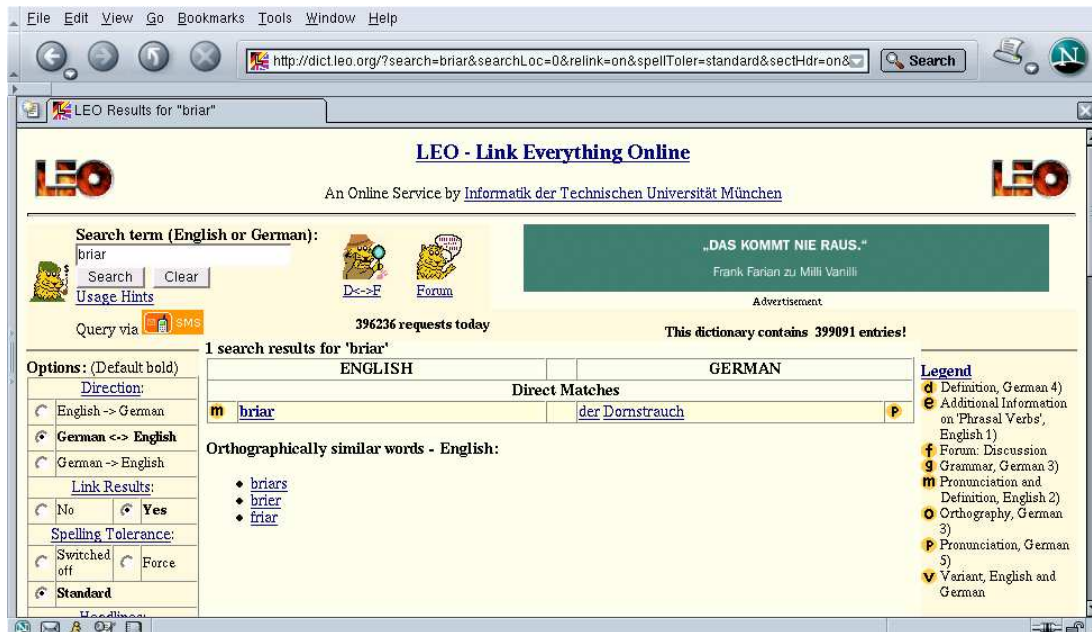 File Edit View Go Bookmarks Tools Window Help
http://dict.leo.org/?search=briar&searchLoc=0&relink=on&spellToler=standard&sectHdr=on&
Search
N
LEO Results for "briar"
LEO
LEO - Link Everything Online
LEO
An Online Service by Informatik der Technischen Universität München
Search term (English or German):
briar
Search Clear
Usage Hints
Query via SMS
D<->F Forum
396236 requests today
„DAS KOMMT NIE RAUS.“
Frank Farian zu Milli Vanilli
Advertisement
This dictionary contains 399091 entries!
Options: (Default bold)
Direction:
English -> German
German <-> English
German -> English
Link Results:
No Yes
Spelling Tolerance:
Switched off Force
Standard
Headlines:
1 search results for 'briar'
ENGLISH GERMAN
Direct Matches
m briar der Dornstrauch p
Orthographically similar words - English:
briars
brier
friar
Legend
d Definition, German 4)
e Additional Information
on 'Phrasal Verbs',
English 1)
f Forum: Discussion
g Grammar, German 3)
m Pronunciation and
Definition, English 2)
o Orthography, German
3)
p Pronunciation, German
5)
v Variant, English and
German